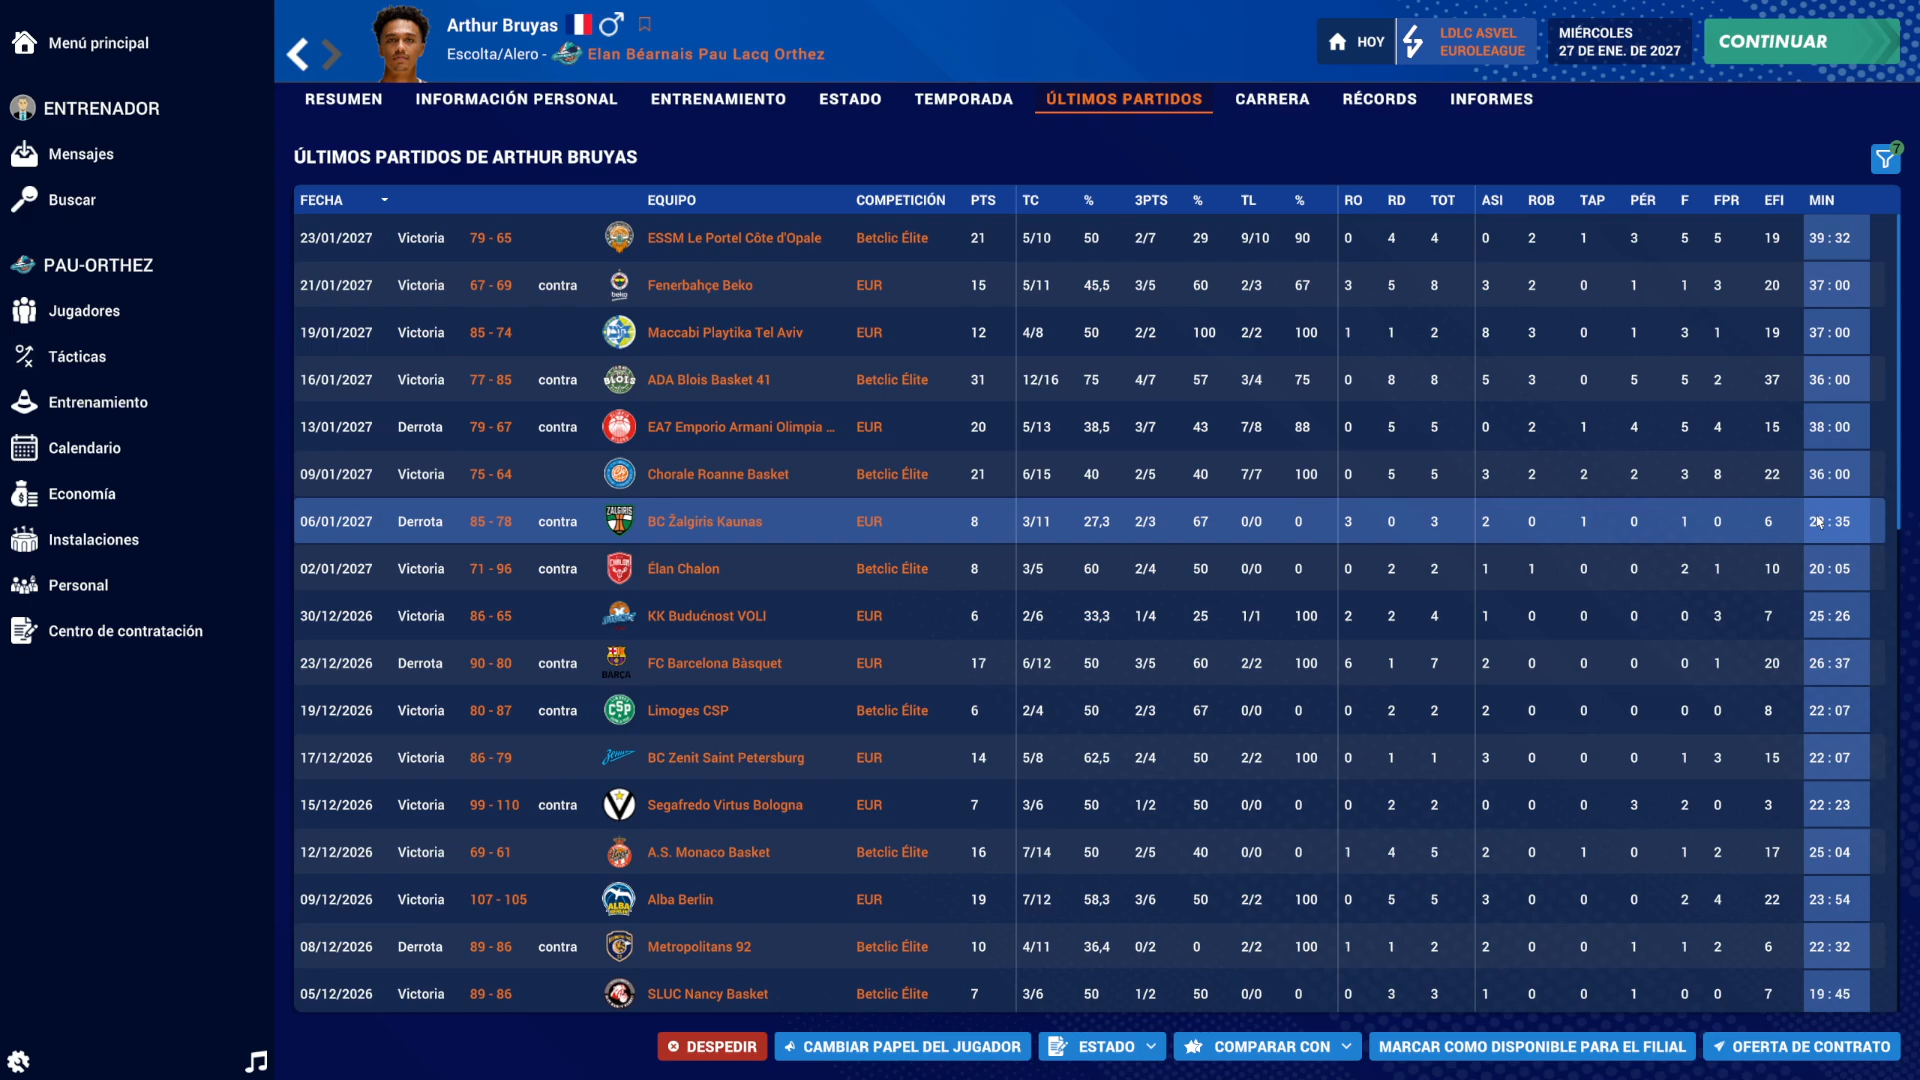 Menú principal
ENTRENADOR
Mensajes
Buscar
PAU-ORTHEZ
Jugadores
Tácticas
Entrenamiento
Calendario
Economía
Instalaciones
Personal
Centro de contratación
Arthur Bruyas
Escolta/Alero - Elan Béarnais Pau Lacq Orthez
HOY
LDLC ASVEL
EUROLEAGUE
MIÉRCOLES
27 DE ENE. DE 2027
CONTINUAR
RESUMEN INFORMACIÓN PERSONAL ENTRENAMIENTO ESTADO TEMPORADA ÚLTIMOS PARTIDOS CARRERA RÉCORDS INFORMES
ÚLTIMOS PARTIDOS DE ARTHUR BRUYAS
7
FECHA EQUIPO COMPETICIÓN PTS TC % 3PTS % TL % RO RD TOT ASI ROB TAP PÉR F FPR EFI MIN
23/01/2027 Victoria 79 - 65 ESSM Le Portel Côte d'Opale Betclic Élite 21 5/10 50 2/7 29 9/10 90 0 4 4 0 2 1 3 5 5 19 39 : 32
21/01/2027 Victoria 67 - 69 contra Fenerbahçe Beko EUR 15 5/11 45,5 3/5 60 2/3 67 3 5 8 3 2 0 1 1 3 20 37 : 00
19/01/2027 Victoria 85 - 74 Maccabi Playtika Tel Aviv EUR 12 4/8 50 2/2 100 2/2 100 1 1 2 8 3 0 1 3 1 19 37 : 00
16/01/2027 Victoria 77 - 85 contra ADA Blois Basket 41 Betclic Élite 31 12/16 75 4/7 57 3/4 75 0 8 8 5 3 0 5 5 2 37 36 : 00
13/01/2027 Derrota 79 - 67 contra EA7 Emporio Armani Olimpia ... EUR 20 5/13 38,5 3/7 43 7/8 88 0 5 5 0 2 1 4 5 4 15 38 : 00
09/01/2027 Victoria 75 - 64 Chorale Roanne Basket Betclic Élite 21 6/15 40 2/5 40 7/7 100 0 5 5 3 2 2 2 3 8 22 36 : 00
06/01/2027 Derrota 85 - 78 contra BC Žalgiris Kaunas EUR 8 3/11 27,3 2/3 67 0/0 0 3 0 3 2 0 1 0 1 0 6 : 35
02/01/2027 Victoria 71 - 96 contra Élan Chalon Betclic Élite 8 3/5 60 2/4 50 0/0 0 0 2 2 1 1 0 0 2 1 10 20 : 05
30/12/2026 Victoria 86 - 65 KK Budućnost VOLI EUR 6 2/6 33,3 1/4 25 1/1 100 2 2 4 1 0 0 0 0 3 7 25 : 26
23/12/2026 Derrota 90 - 80 contra FC Barcelona Bàsquet EUR 17 6/12 50 3/5 60 2/2 100 6 1 7 2 0 0 0 0 1 20 26 : 37
19/12/2026 Victoria 80 - 87 contra Limoges CSP Betclic Élite 6 2/4 50 2/3 67 0/0 0 0 2 2 2 0 0 0 0 0 8 22 : 07
17/12/2026 Victoria 86 - 79 BC Zenit Saint Petersburg EUR 14 5/8 62,5 2/4 50 2/2 100 0 1 1 3 0 0 0 1 3 15 22 : 07
15/12/2026 Victoria 99 - 110 contra Segafredo Virtus Bologna EUR 7 3/6 50 1/2 50 0/0 0 0 2 2 0 0 0 3 2 0 3 22 : 23
12/12/2026 Victoria 69 - 61 A.S. Monaco Basket Betclic Élite 16 7/14 50 2/5 40 0/0 0 1 4 5 2 0 1 0 1 2 17 25 : 04
09/12/2026 Victoria 107 - 105 Alba Berlin EUR 19 7/12 58,3 3/6 50 2/2 100 0 5 5 3 0 0 0 2 4 22 23 : 54
08/12/2026 Derrota 89 - 86 contra Metropolitans 92 Betclic Élite 10 4/11 36,4 0/2 0 2/2 100 1 1 2 2 0 0 1 1 2 6 22 : 32
05/12/2026 Victoria 89 - 86 SLUC Nancy Basket Betclic Élite 7 3/6 50 1/2 50 0/0 0 0 3 3 1 0 0 1 0 0 7 19 : 45
DESPEDIR CAMBIAR PAPEL DEL JUGADOR ESTADO COMPARAR CON MARCAR COMO DISPONIBLE PARA EL FILIAL OFERTA DE CONTRATO